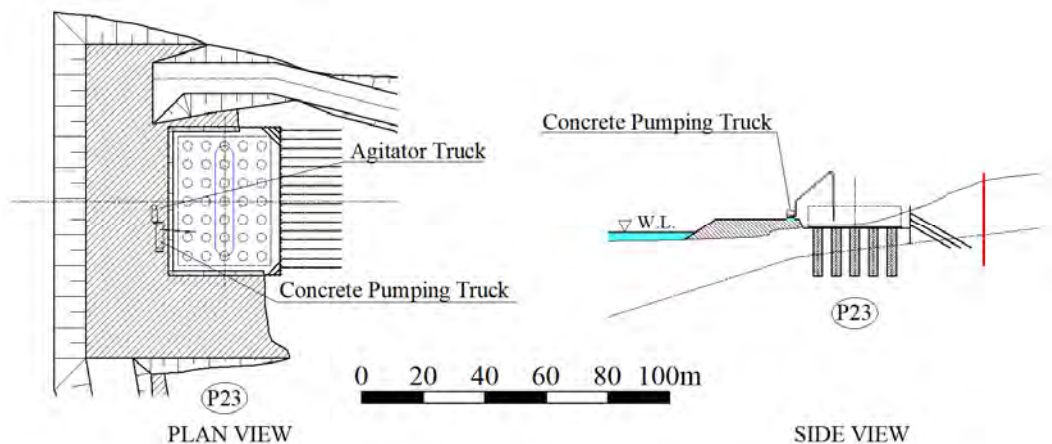 Agitator Truck
Concrete Pumping Truck
P23
PLAN VIEW
Concrete Pumping Truck
W.L.
P23
SIDE VIEW
0 20 40 60 80 100m